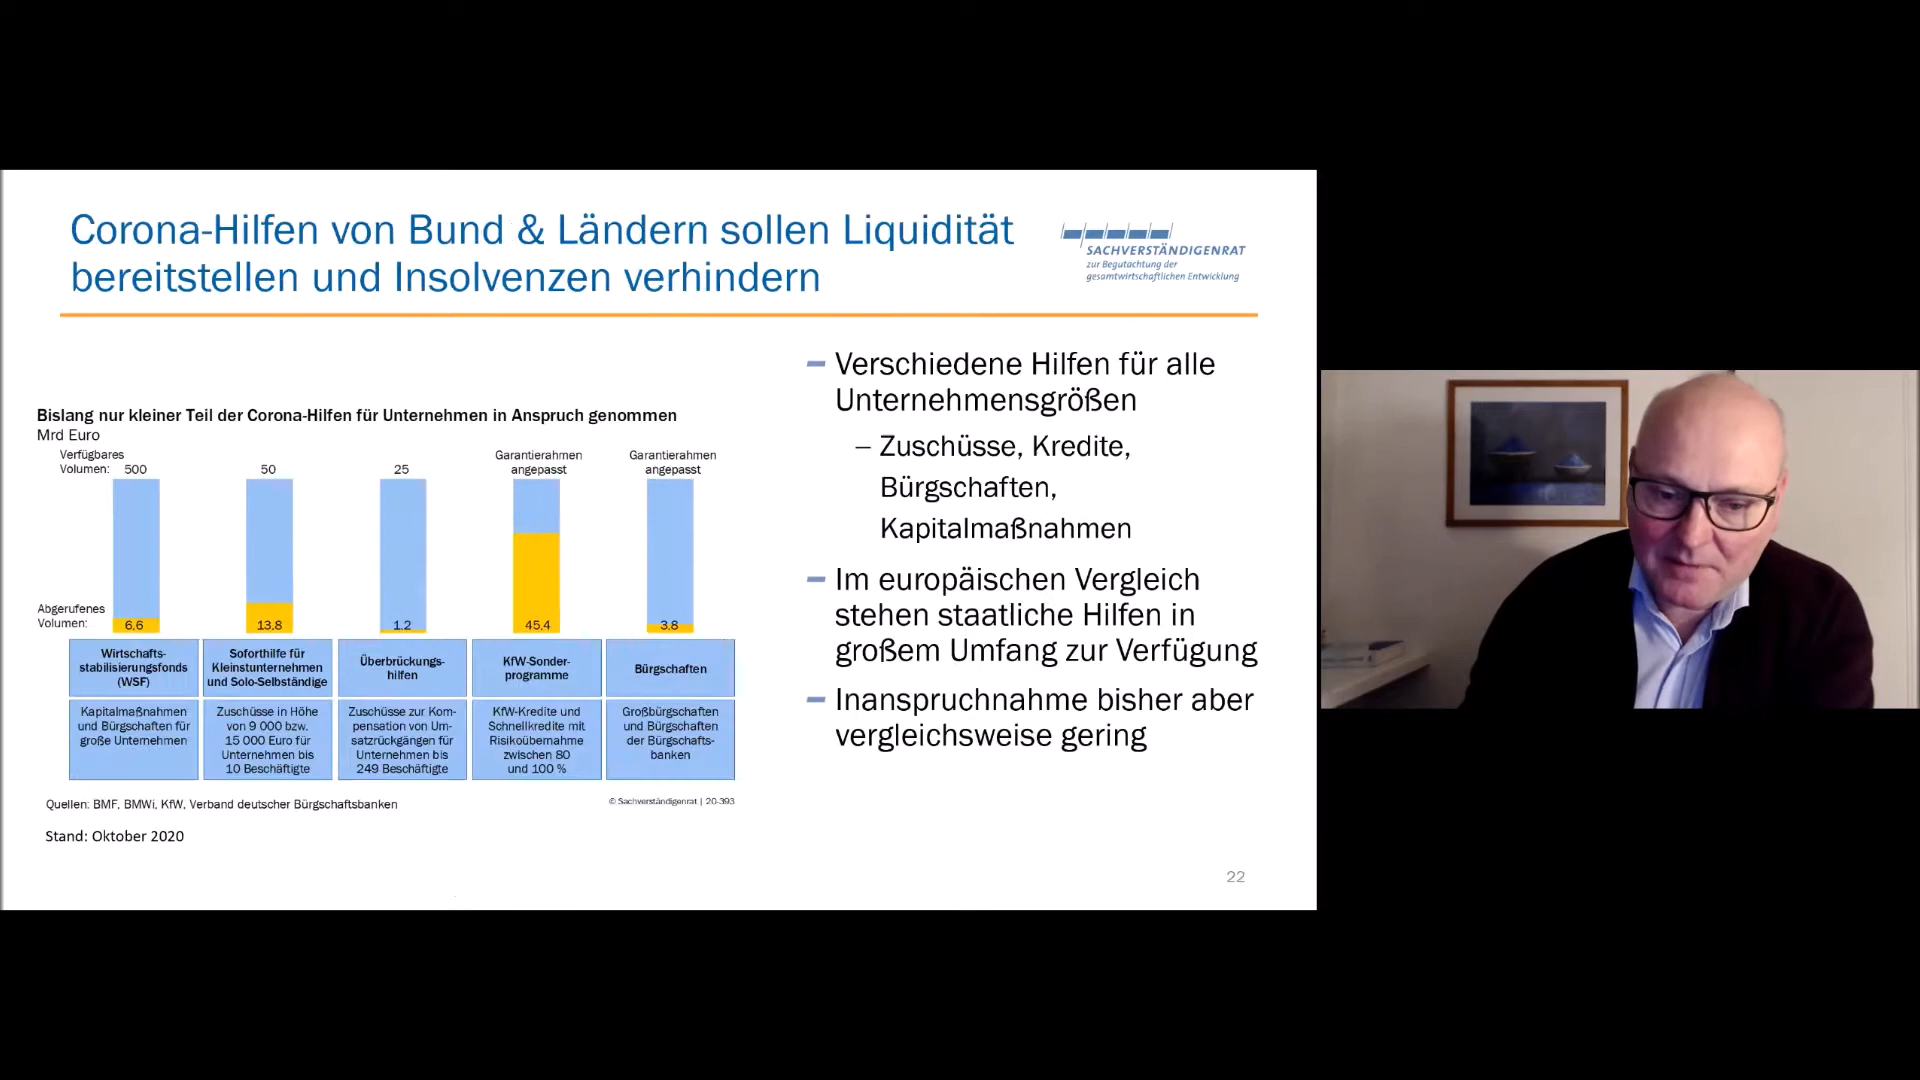 Corona-Hilfen von Bund & Ländern sollen Liquidität
bereitstellen und Insolvenzen verhindern
SACHVERSTÄNDIGENRAT
zur Begutachtung der
gesamtwirtschaftlichen Entwicklung
Bislang nur kleiner Teil der Corona-Hilfen für Unternehmen in Anspruch genommen
Mrd Euro
Verfügbares
Volumen: 500
50
25
Garantierahmen
angepasst
Garantierahmen
angepasst
Abgerufenes
Volumen: 6,6
13,8
1,2
45,4
3,8
Wirtschafts-
stabilisierungsfonds
(WSF)
Soforthilfe für
Kleinstunternehmen
und Solo-Selbständige
Überbrückungs-
hilfen
KfW-Sonder-
programme
Bürgschaften
Kapitalmaßnahmen
und Bürgschaften für
große Unternehmen
Zuschüsse in Höhe
von 9 000 bzw.
15 000 Euro für
Unternehmen bis
10 Beschäftigte
Zuschüsse zur Kom-
pensation von Um-
satzrückgängen für
Unternehmen bis
249 Beschäftigte
KfW-Kredite und
Schnellkredite mit
Risikoübernahme
zwischen 80
und 100 %
Großbürgschaften
und Bürgschaften
der Bürgschafts-
banken
Quellen: BMF, BMWi, KfW, Verband deutscher Bürgschaftsbanken
© Sachverständigenrat | 20-393
Stand: Oktober 2020
– Verschiedene Hilfen für alle
Unternehmensgrößen
– Zuschüsse, Kredite,
Bürgschaften,
Kapitalmaßnahmen
– Im europäischen Vergleich
stehen staatliche Hilfen in
großem Umfang zur Verfügung
– Inanspruchnahme bisher aber
vergleichsweise gering
22